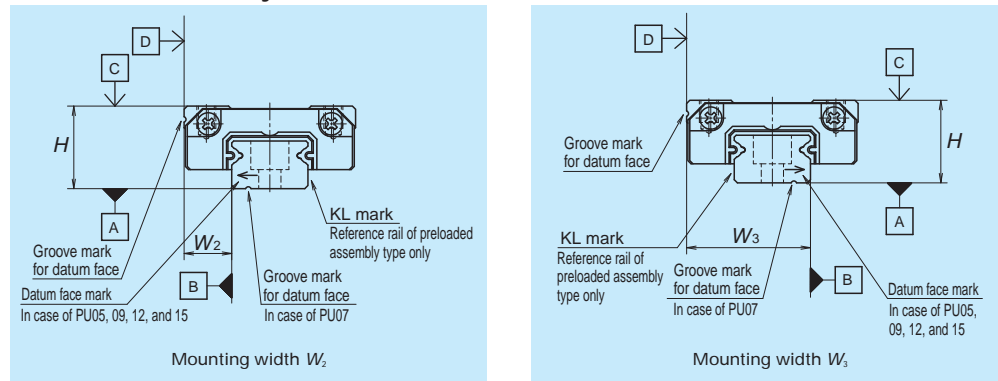 D
C
H
A
Groove mark
for datum face
W2
B
KL mark
Reference rail of preloaded
assembly type only
Groove mark
for datum face
In case of PU07
Datum face mark
In case of PU05, 09, 12, and 15
Mounting width W2
D
C
Groove mark
for datum face
H
A
KL mark
Reference rail of
preloaded assembly
type only
W3
B
Groove mark
for datum face
In case of PU07
Datum face mark
In case of PU05,
09, 12, and 15
Mounting width W3